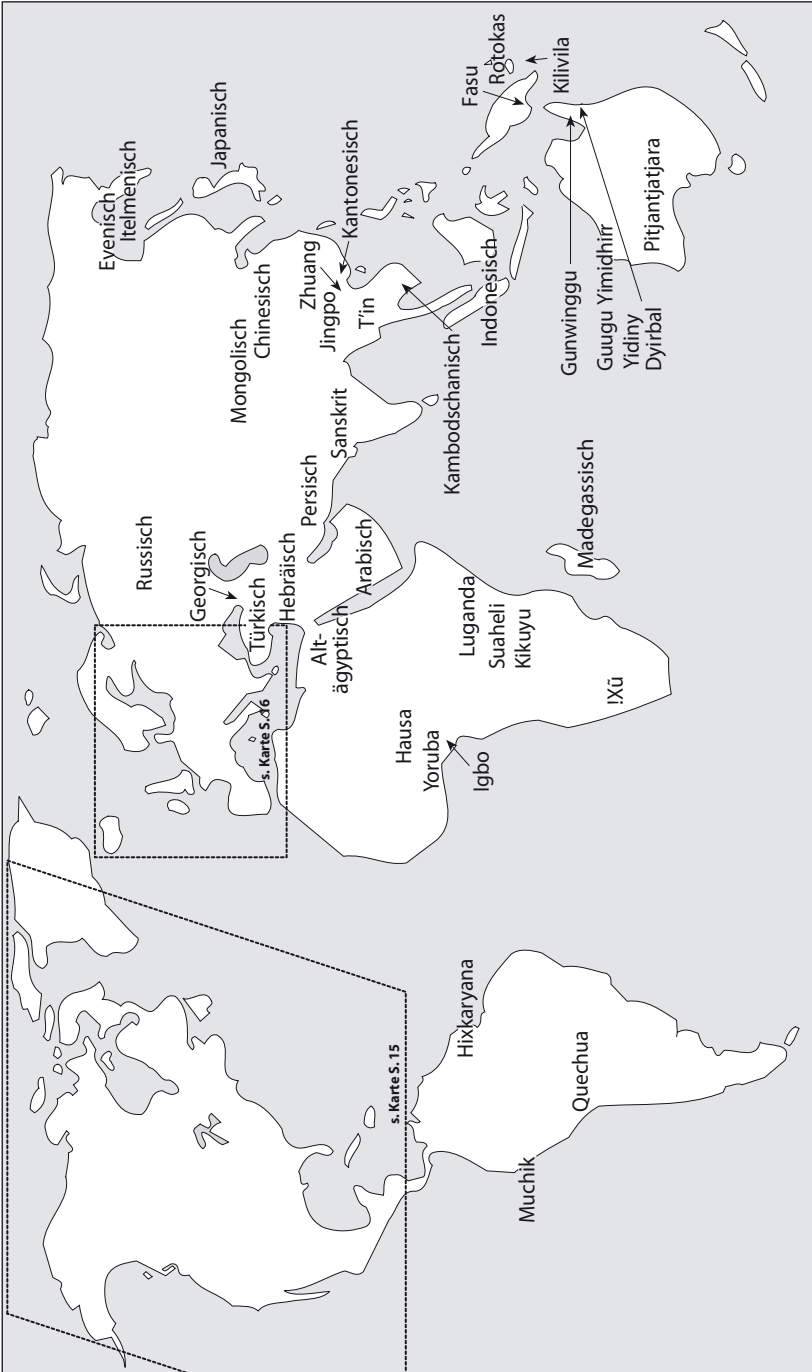 s. Karte S. 15
Muchik
Quechua
Hixkaryana
s. Karte S. 16
Russisch
Georgisch
Türkisch
Hebräisch
Persisch
Alt-
ägyptisch
Arabisch
Hausa
Yoruba
Igbo
Luganda
Suaheli
Kikuyu
!Xũ
Madegassisch
Eyenisch
Itelmenisch
Japanisch
Mongolisch
Chinesisch
Sanskrit
Zhuang
Jingpo
Kantonesisch
T'in
Kambodschanisch
Indonesisch
Fasu
Rotokas
Kilivila
Gunwinggu
Guugu Yimidhirr
Yidiny
Dyirbal
Pitjantjatjara